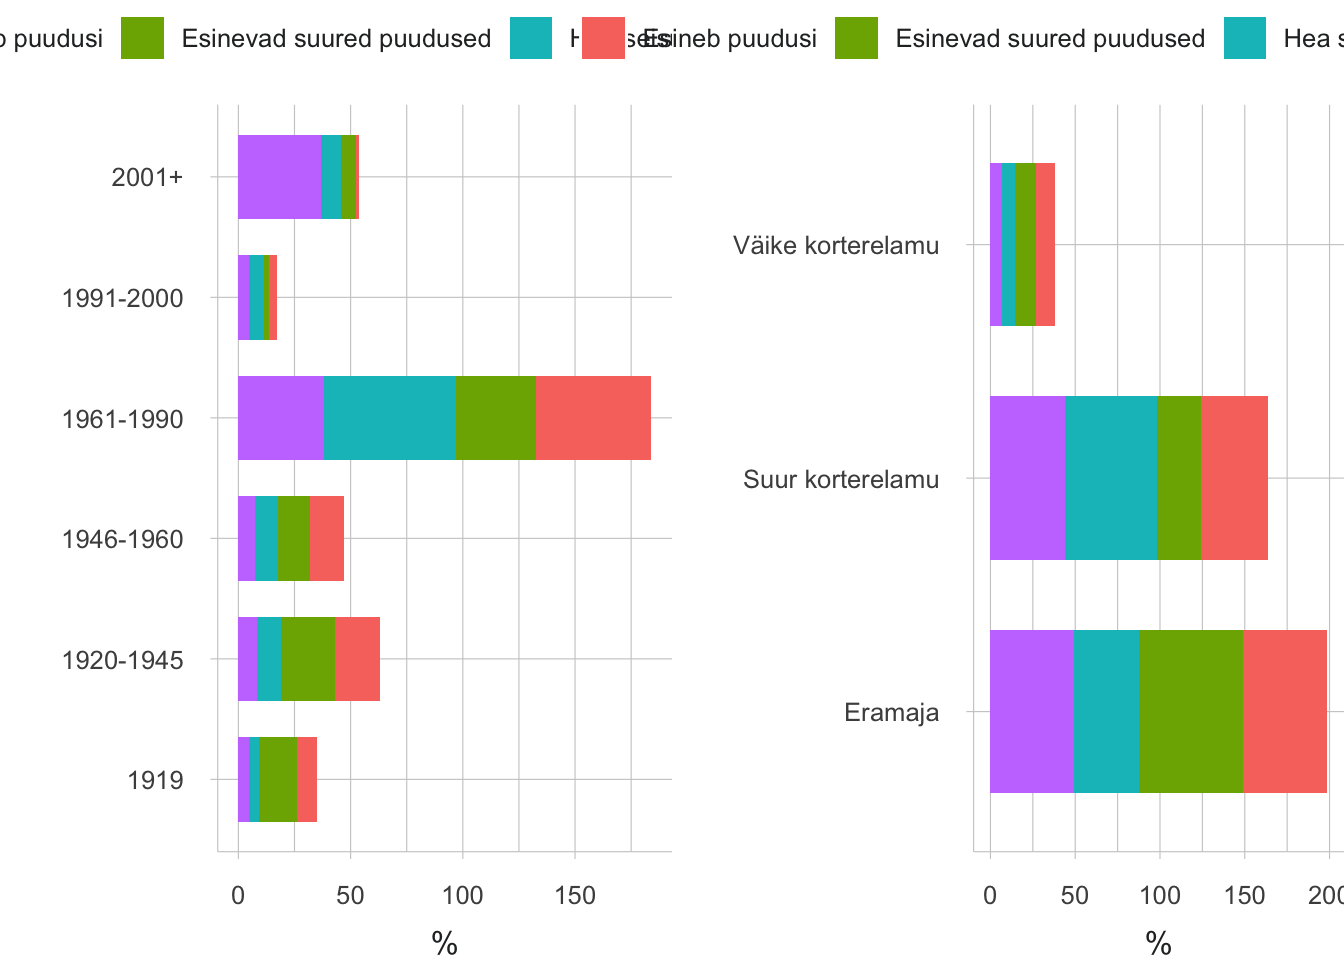 puudusi Esinevad suured puudused Esineb puudusi Esinevad suured puudused Hea
2001+
1991-2000
1961-1990
1946-1960
1920-1945
1919
0 50 100 150
%
Väike korterelamu
Suur korterelamu
Eramaja
0 50 100 150 200
%